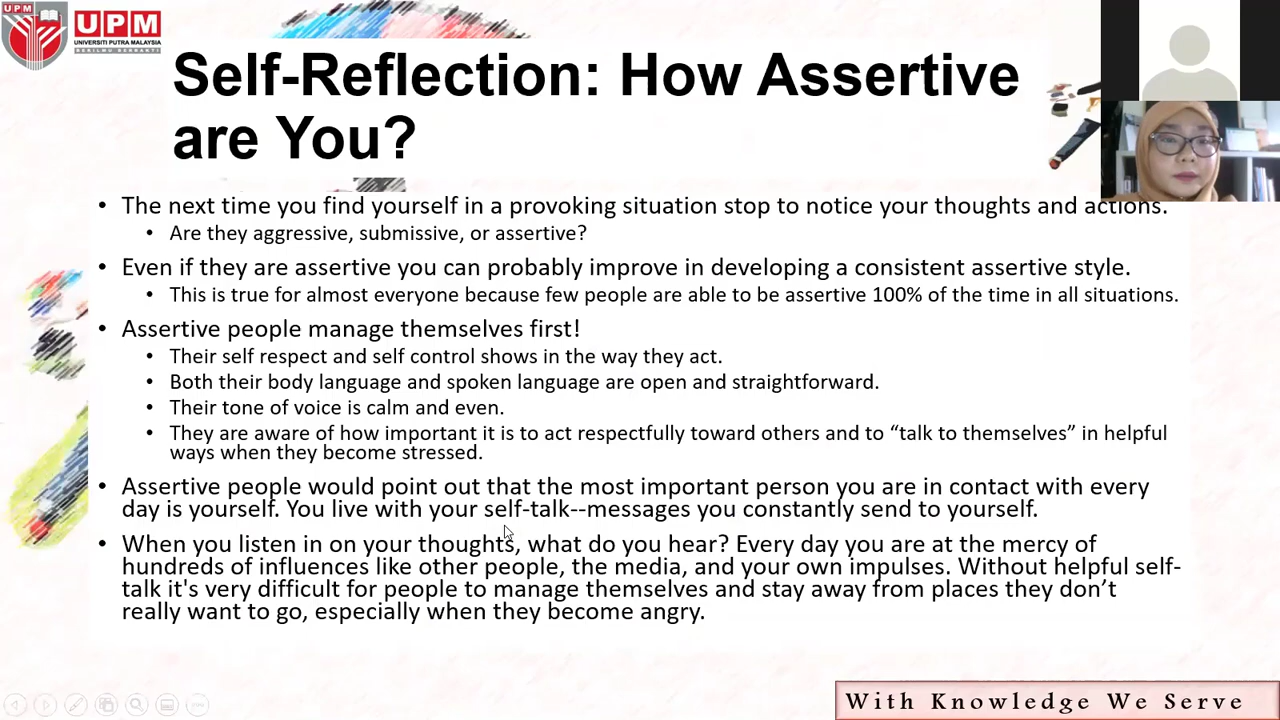 UPM
UPM
UNIVERSITI PUTRA MALAYSIA
BERILMU BERBAKTI
Self-Reflection: How Assertive
are You?
• The next time you find yourself in a provoking situation stop to notice your thoughts and actions.
• Are they aggressive, submissive, or assertive?
• Even if they are assertive you can probably improve in developing a consistent assertive style.
• This is true for almost everyone because few people are able to be assertive 100% of the time in all situations.
• Assertive people manage themselves first!
• Their self respect and self control shows in the way they act.
• Both their body language and spoken language are open and straightforward.
• Their tone of voice is calm and even.
• They are aware of how important it is to act respectfully toward others and to “talk to themselves” in helpful
ways when they become stressed.
• Assertive people would point out that the most important person you are in contact with every
day is yourself. You live with your self-talk--messages you constantly send to yourself.
• When you listen in on your thoughts, what do you hear? Every day you are at the mercy of
hundreds of influences like other people, the media, and your own impulses. Without helpful self-
talk it's very difficult for people to manage themselves and stay away from places they don’t
really want to go, especially when they become angry.
With Knowledge We Serve